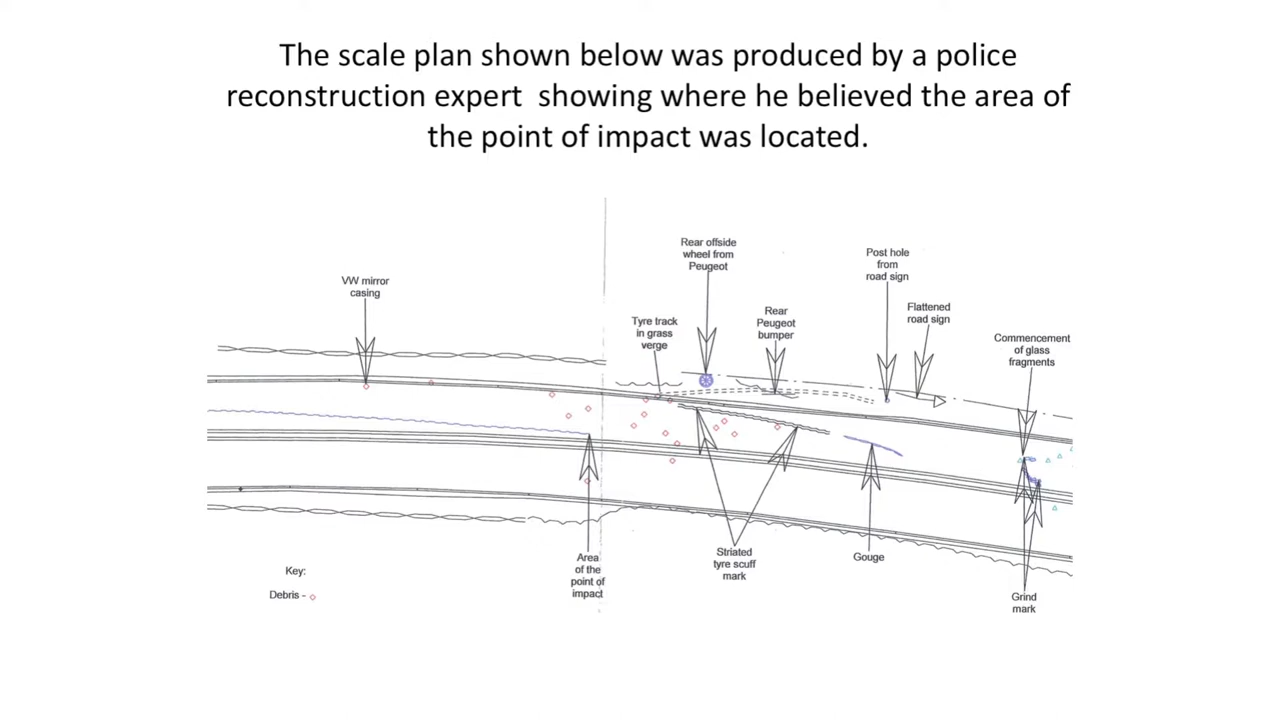 The scale plan shown below was produced by a police
reconstruction expert showing where he believed the area of
the point of impact was located.
Rear offside
wheel from
Peugeot
Post hole
from
road sign
VW mirror
casing
Flattened
road sign
Rear
Peugeot
bumper
Tyre track
in grass
verge
Commencement
of glass
fragments
Area
of the
point of
impact
Striated
tyre scuff
mark
Gouge
Grind
mark
Key:
Debris -